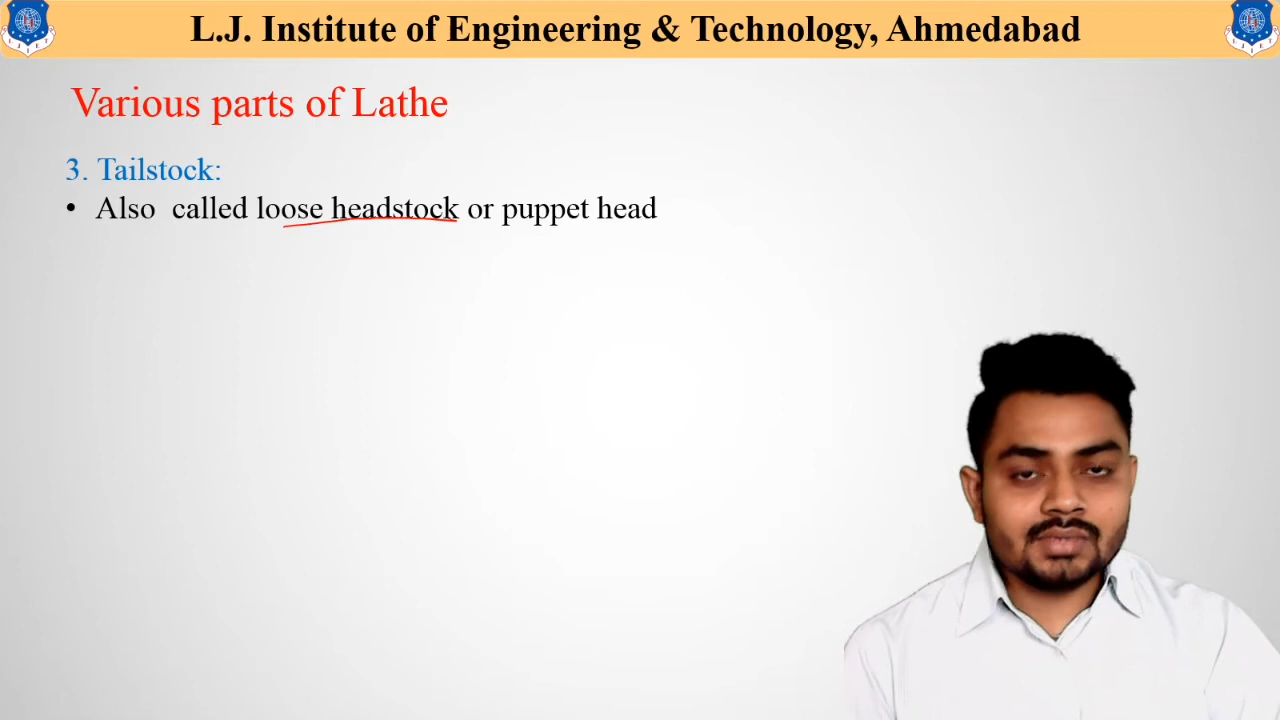 L.J. Institute of Engineering & Technology, Ahmedabad
Various parts of Lathe
3. Tailstock:
• Also called loose headstock or puppet head